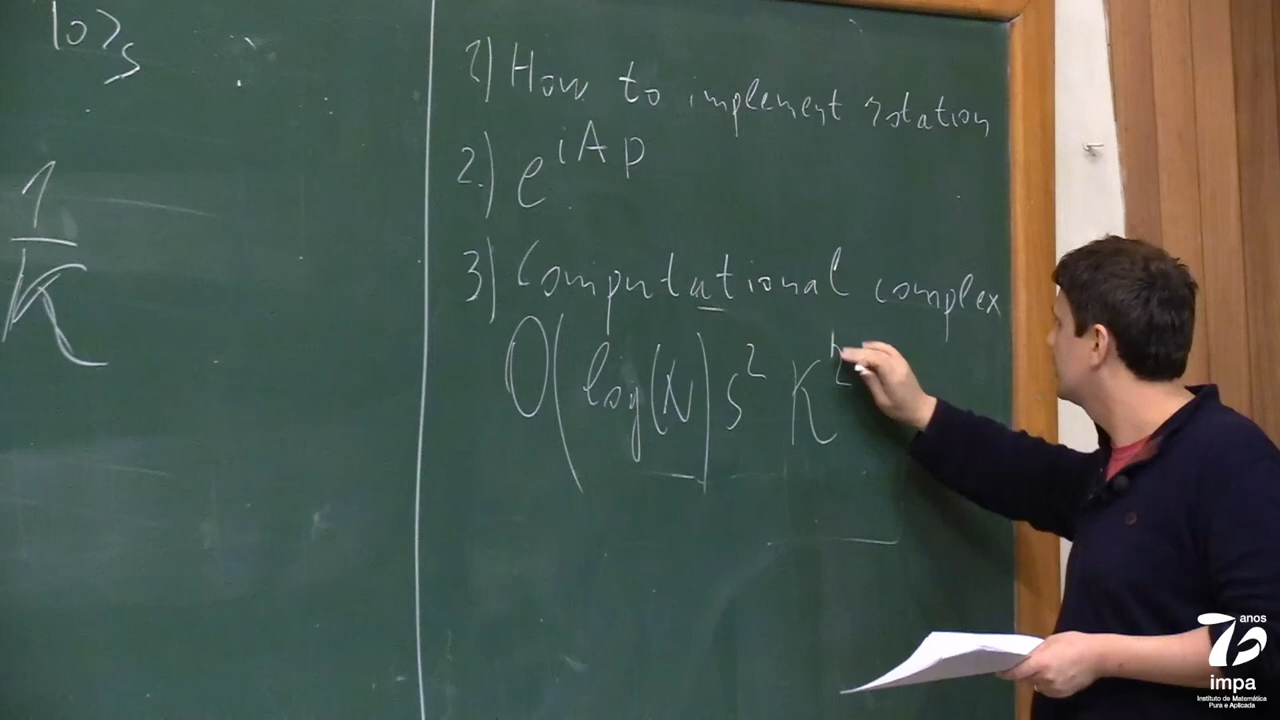 |0⟩s
1
K
1) How to implement rotation
2.) e^{iAp}
3) Computational complex
O(log(N) s² K²
anos
impa
Instituto de Matemática
Pura e Aplicada